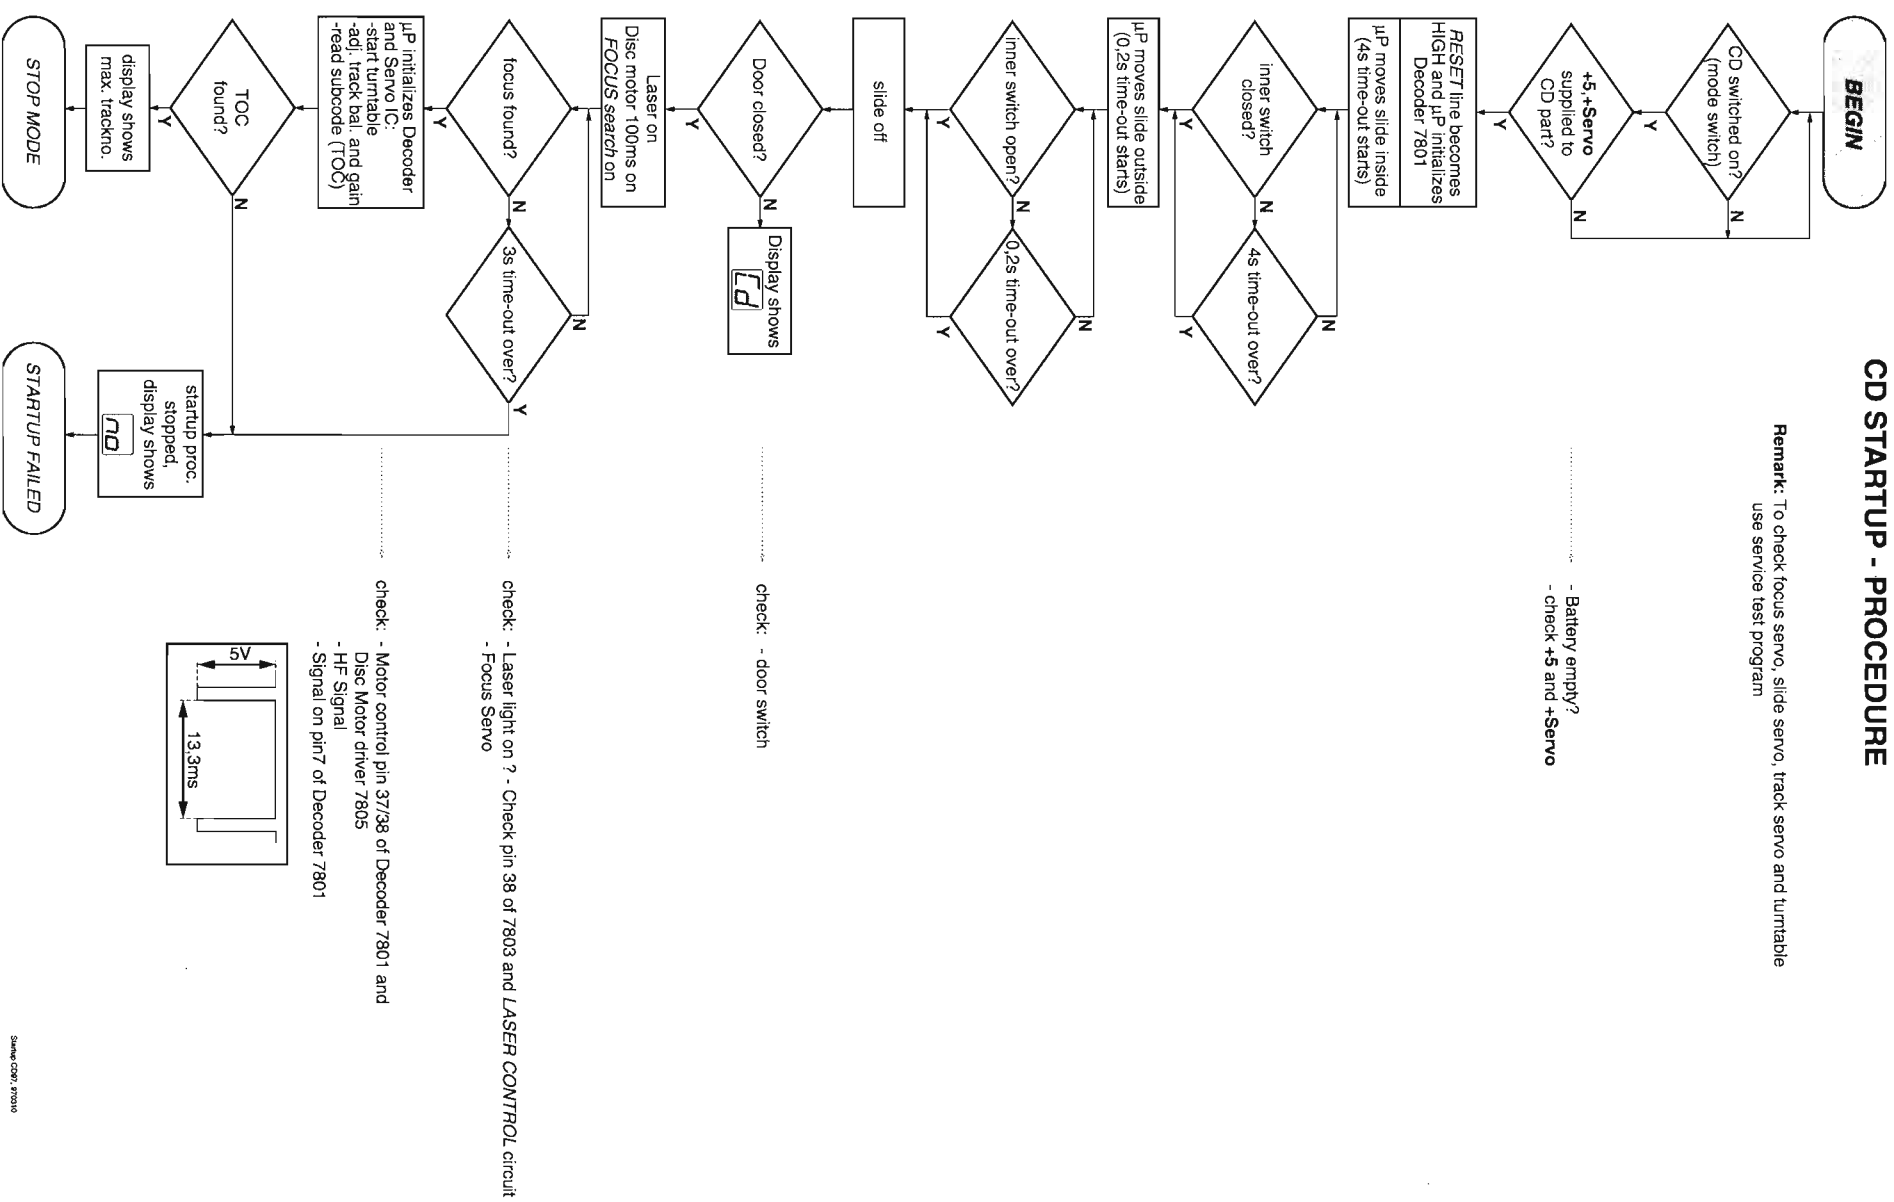 CD STARTUP - PROCEDURE
Remark: To check focus servo, slide servo, track servo and turntable
use service test program
BEGIN
CD switched on?
(mode switch)
N
Y
+5,+Servo
supplied to
CD part?
N
Y
- Battery empty?
- check +5 and +Servo
RESET line becomes
HIGH and µP initializes
Decoder 7801
µP moves slide inside
(4s time-out starts)
inner switch
closed?
N
4s time-out over?
N
Y
Y
µP moves slide outside
(0,2s time-out starts)
inner switch open?
N
0,2s time-out over?
N
Y
Y
slide off
Door closed?
N
Display shows
Cd
Y
check: - door switch
Laser on
Disc motor 100ms on
FOCUS search on
focus found?
N
3s time-out over?
N
Y
Y
check: - Laser light on ? - Check pin 38 of 7803 and LASER CONTROL circuit
- Focus Servo
µP initializes Decoder
and Servo IC:
-start turntable
-adj. track bal. and gain
-read subcode (TOC)
check: - Motor control pin 37/38 of Decoder 7801 and
Disc Motor driver 7805
- HF Signal
- Signal on pin7 of Decoder 7801
5V
13,3ms
TOC
found?
N
Y
startup proc.
stopped,
display shows
no
display shows
max. trackno.
STOP MODE
STARTUP FAILED
Startup CD97, 970310